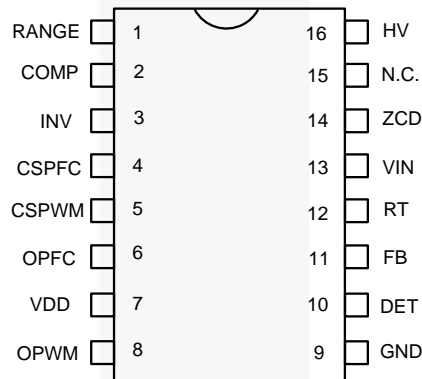 RANGE 1 16 HV
COMP 2 15 N.C.
INV 3 14 ZCD
CSPFC 4 13 VIN
CSPWM 5 12 RT
OPFC 6 11 FB
VDD 7 10 DET
OPWM 8 9 GND